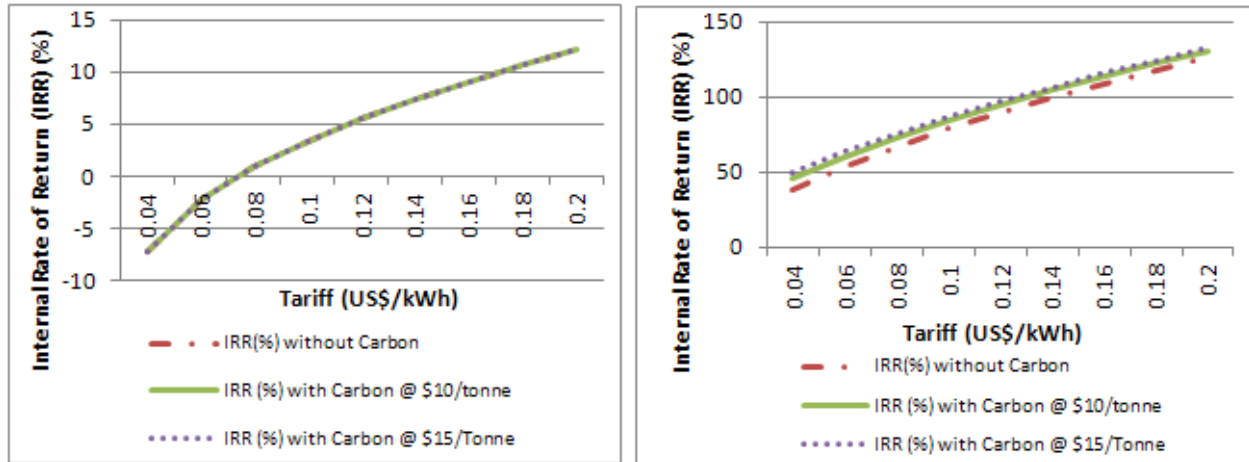 Internal Rate of Return (IRR) (%)
15
10
5
0
-5
-10
0.04
0.06
0.08
0.1
0.12
0.14
0.16
0.18
0.2
Tariff (US$/kWh)
IRR(%) without Carbon
IRR (%) with Carbon @ $10/tonne
IRR (%) with Carbon @ $15/Tonne
Internal Rate of Return (IRR) (%)
150
100
50
0
0.04
0.06
0.08
0.1
0.12
0.14
0.16
0.18
0.2
Tariff (US$/kWh)
IRR(%) without Carbon
IRR (%) with Carbon @ $10/tonne
IRR (%) with Carbon @ $15/Tonne